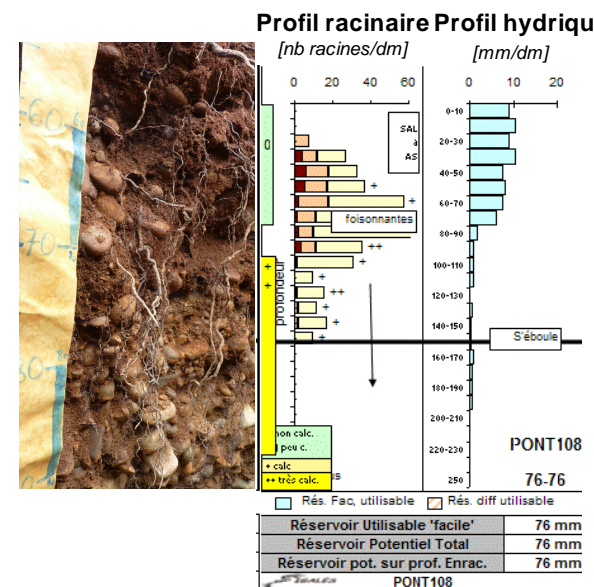 Profil racinaire Profil hydriqu
[nb racines/dm] [mm/dm]
0 20 40 60 0 10 20
0-10
SAL
0 à 20-30
AS
40-50
+
+ 60-70
foisonnantes
80-90
++
+ 100-110
+
+
+
++ 120-130
profondeur
+
+ 140-150
+ S'éboule
160-170
180-190
200-210
non calc.
peu c. 220-230 PONT108
+ calc
++ très calc. us 250 76-76
Rés. Fac, utilisable Rés. diff utilisable
Réservoir Utilisable 'facile' 76 mm
Réservoir Potentiel Total 76 mm
Réservoir pot. sur prof. Enrac. 76 mm
PONT108
60
70
80